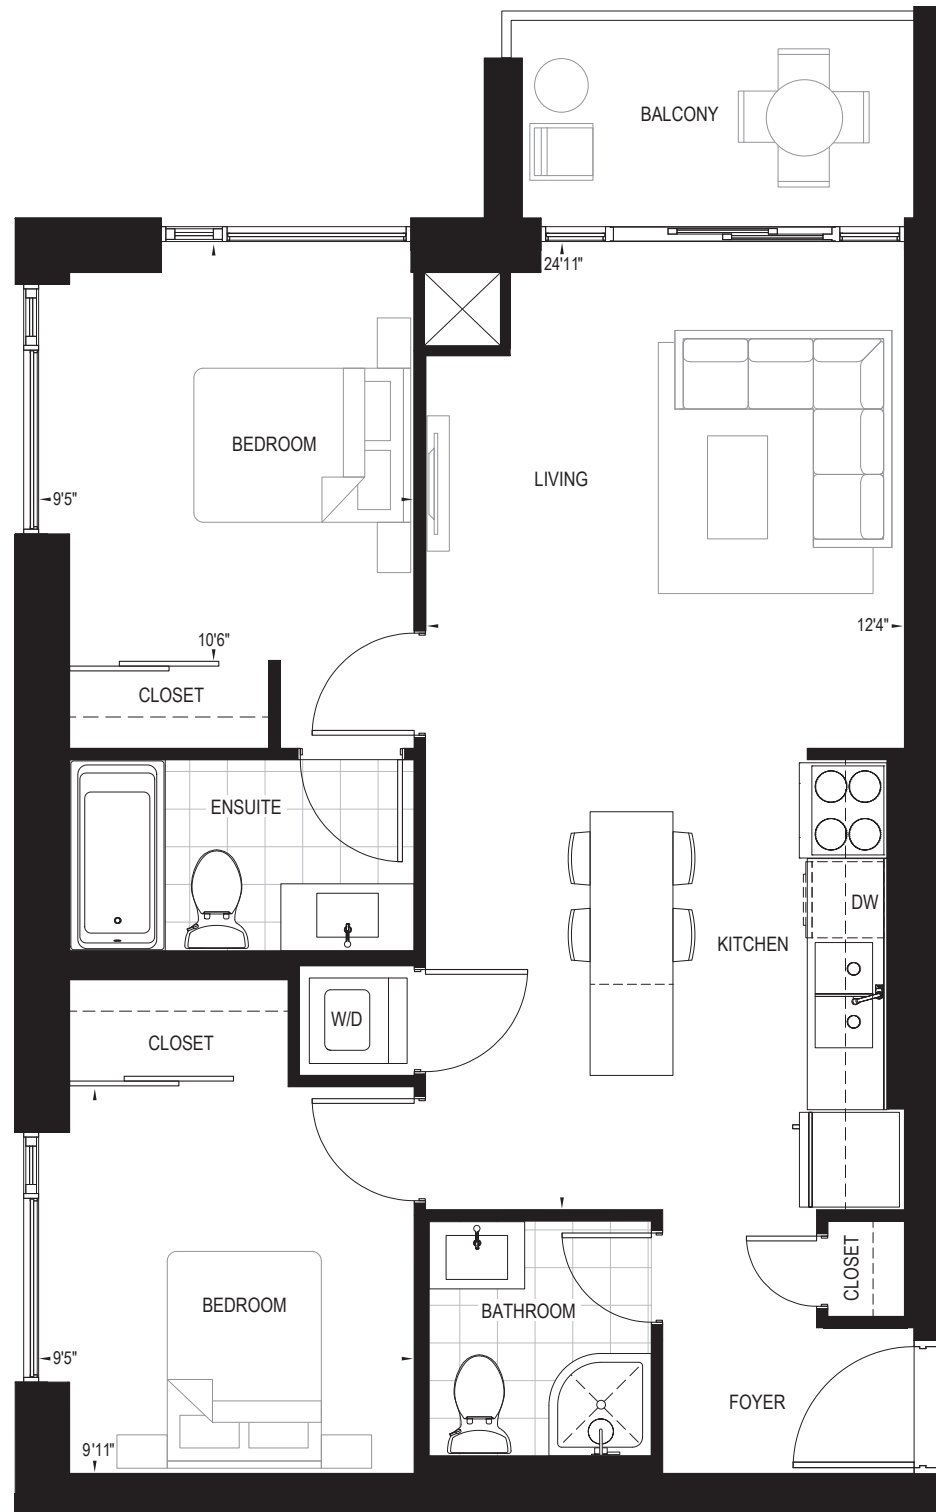 BALCONY
24'11"
BEDROOM
LIVING
9'5"
12'4"
10'6"
CLOSET
ENSUITE
DW
KITCHEN
W/D
CLOSET
CLOSET
BEDROOM
BATHROOM
9'5"
FOYER
9'11"